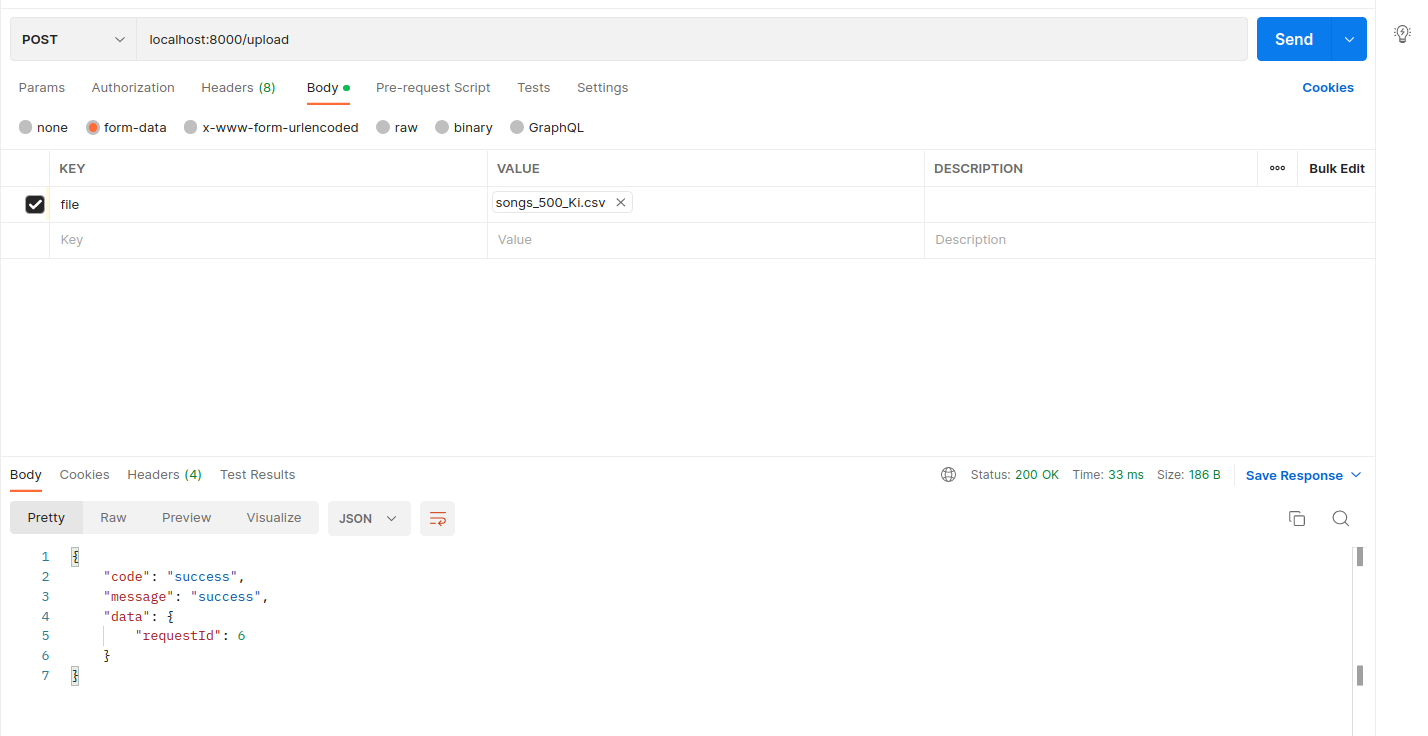 POST localhost:8000/upload Send
Params Authorization Headers (8) Body Pre-request Script Tests Settings Cookies
none form-data x-www-form-urlencoded raw binary GraphQL
KEY VALUE DESCRIPTION Bulk Edit
file songs_500_Ki.csv
Key Value Description
Body Cookies Headers (4) Test Results Status: 200 OK Time: 33 ms Size: 186 B Save Response
Pretty Raw Preview Visualize JSON
1 {
2 "code": "success",
3 "message": "success",
4 "data": {
5 "requestId": 6
6 }
7 }